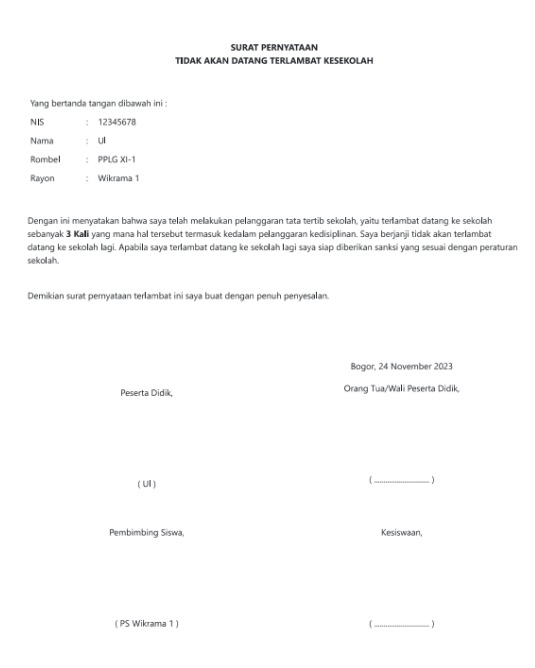 SURAT PERNYATAAN
TIDAK AKAN DATANG TERLAMBAT KESEKOLAH
Yang bertanda tangan dibawah ini :
NIS : 12345678
Nama : Ul
Rombel : PPLG XI-1
Rayon : Wikrama 1
Dengan ini menyatakan bahwa saya telah melakukan pelanggaran tata tertib sekolah, yaitu terlambat datang ke sekolah
sebanyak 3 Kali yang mana hal tersebut termasuk kedalam pelanggaran kedisiplinan. Saya berjanji tidak akan terlambat
datang ke sekolah lagi. Apabila saya terlambat datang ke sekolah lagi saya siap diberikan sanksi yang sesuai dengan peraturan
sekolah.
Demikian surat pernyataan terlambat ini saya buat dengan penuh penyesalan.
Bogor, 24 November 2023
Peserta Didik, Orang Tua/Wali Peserta Didik,
( Ul ) ( ............................ )
Pembimbing Siswa, Kesiswaan,
( PS Wikrama 1 ) ( ............................ )